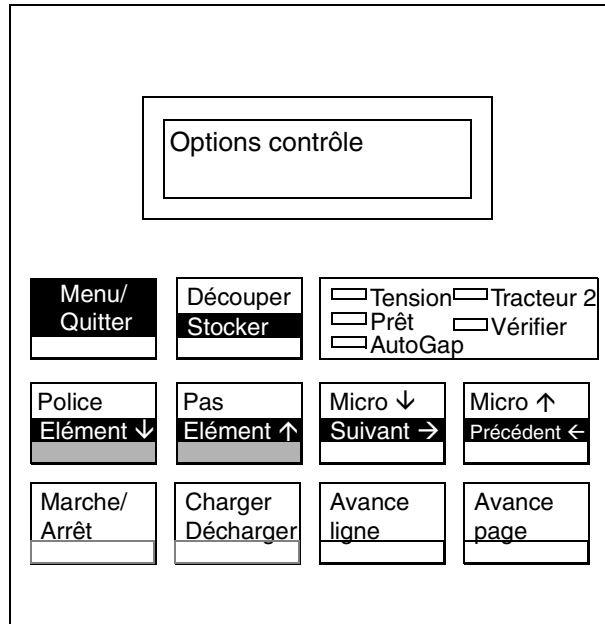 Options contrôle
Menu/
Quitter
Découper
Stocker
Tension
Tracteur 2
Prêt
Vérifier
AutoGap
Police
Elément ↓
Pas
Elément ↑
Micro ↓
Suivant →
Micro ↑
Précédent ←
Marche/
Arrêt
Charger
Décharger
Avance
ligne
Avance
page